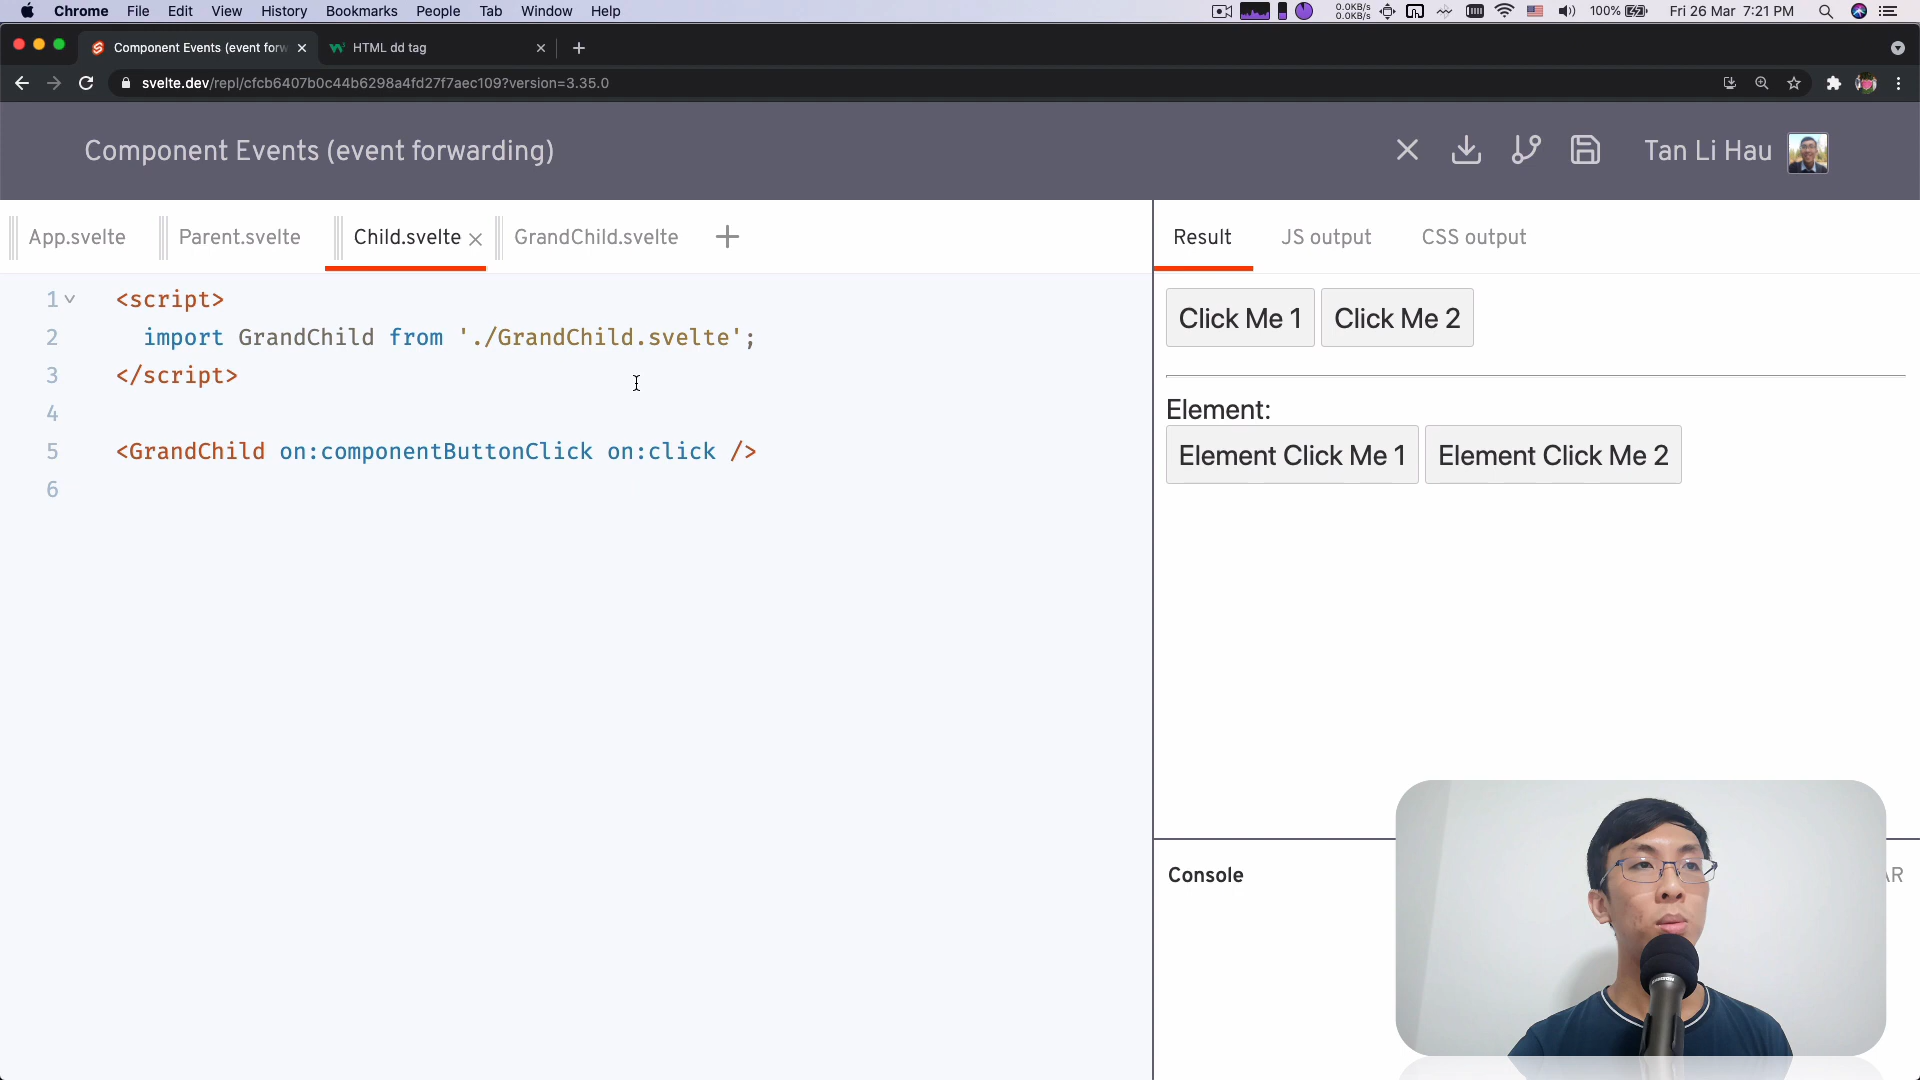 Chrome File Edit View History Bookmarks People Tab Window Help 0.0KB/s 0.0KB/s 100% Fri 26 Mar 7:21 PM
Component Events (event forw HTML dd tag
svelte.dev/repl/cfcb6407b0c44b6298a4fd27f7aec109?version=3.35.0
Component Events (event forwarding) Tan Li Hau
App.svelte Parent.svelte Child.svelte GrandChild.svelte Result JS output CSS output
1 <script>
2 import GrandChild from './GrandChild.svelte';
3 </script>
4
5 <GrandChild on:componentButtonClick on:click />
6
Click Me 1 Click Me 2
Element:
Element Click Me 1 Element Click Me 2
Console